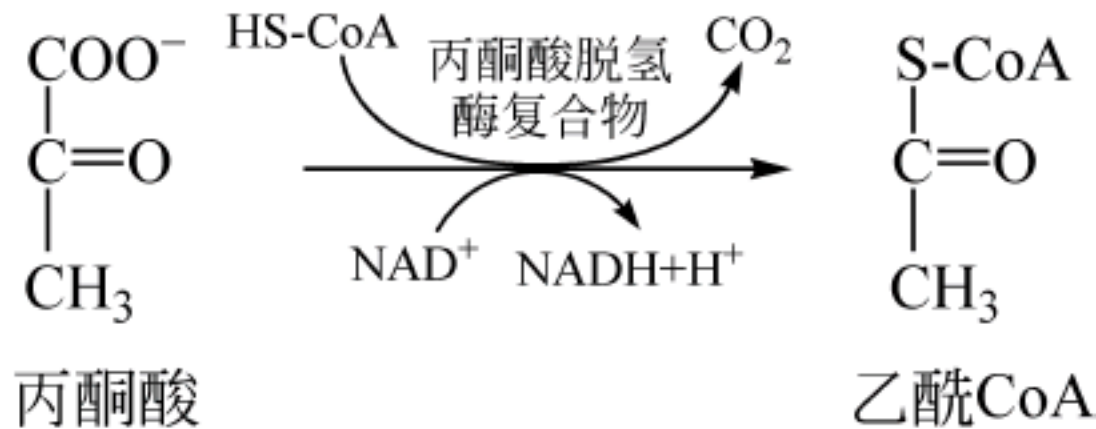 COO⁻ HS-CoA 丙酮酸脱氢 CO₂ S-CoA
酶复合物
C=O C=O
NAD⁺ NADH+H⁺
CH₃ CH₃
丙酮酸 乙酰CoA